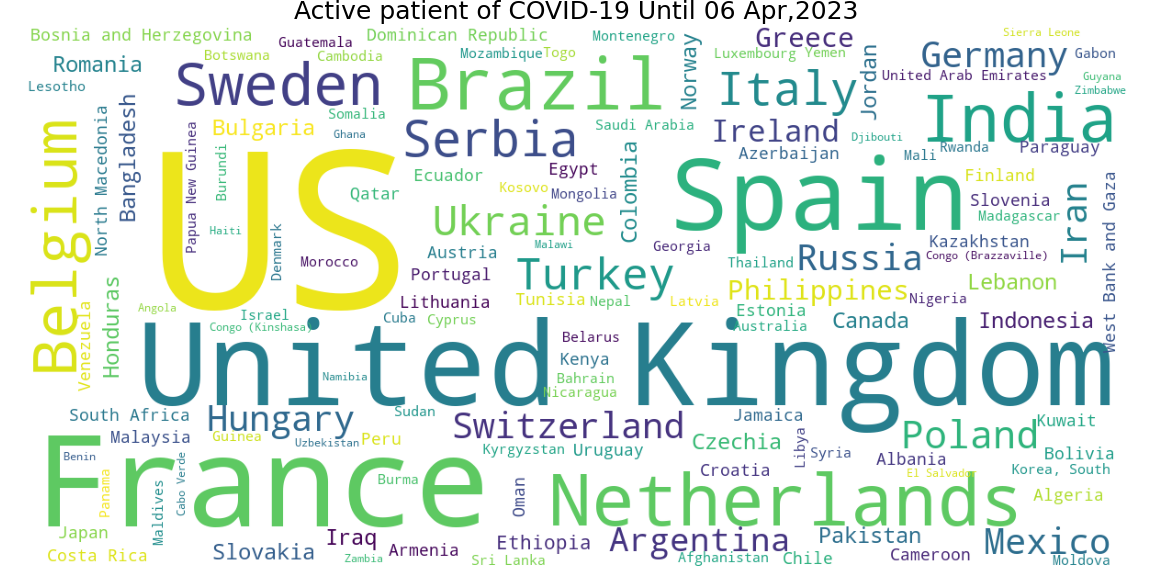 Active patient of COVID-19 Until 06 Apr,2023
Bosnia and Herzegovina
Guatemala
Dominican Republic
Montenegro
Greece
Sierra Leone
Romania
Botswana
Cambodia
Mozambique
Togo
Norway
Luxembourg
Yemen
Jordan
Germany
Gabon
Lesotho
Sweden
Brazil
Italy
United Arab Emirates
Guyana
Zimbabwe
Belgium
North Macedonia
Bangladesh
Somalia
Bulgaria
Ghana
Serbia
Saudi Arabia
Ireland
Djibouti
India
Papua New Guinea
Burundi
US
Qatar
Ecuador
Egypt
Kosovo
Mongolia
Colombia
Azerbaijan
Mali
Rwanda
Paraguay
Spain
Finland
Slovenia
Madagascar
Iran
West Bank and Gaza
Haiti
Denmark
Morocco
Ukraine
Austria
Malawi
Georgia
Kazakhstan
Congo (Brazzaville)
Russia
Thailand
Portugal
Turkey
Philippines
Lebanon
Nigeria
Honduras
Venezuela
Angola
Israel
Congo (Kinshasa)
Lithuania
Cuba
Cyprus
Tunisia
Nepal
Latvia
Estonia
Australia
Canada
Indonesia
United Kingdom
Belarus
Kenya
Bahrain
Nicaragua
Namibia
South Africa
Hungary
Sudan
Switzerland
Jamaica
Kuwait
Malaysia
Guinea
Uzbekistan
Peru
Kyrgyzstan
Uruguay
Czechia
Libya
Syria
Poland
Albania
Bolivia
Korea, South
Benin
France
Panama
Maldives
Cabo Verde
Burma
Oman
Netherlands
Croatia
El Salvador
Algeria
Japan
Costa Rica
Slovakia
Iraq
Zambia
Armenia
Ethiopia
Sri Lanka
Argentina
Afghanistan
Chile
Pakistan
Cameroon
Mexico
Moldova